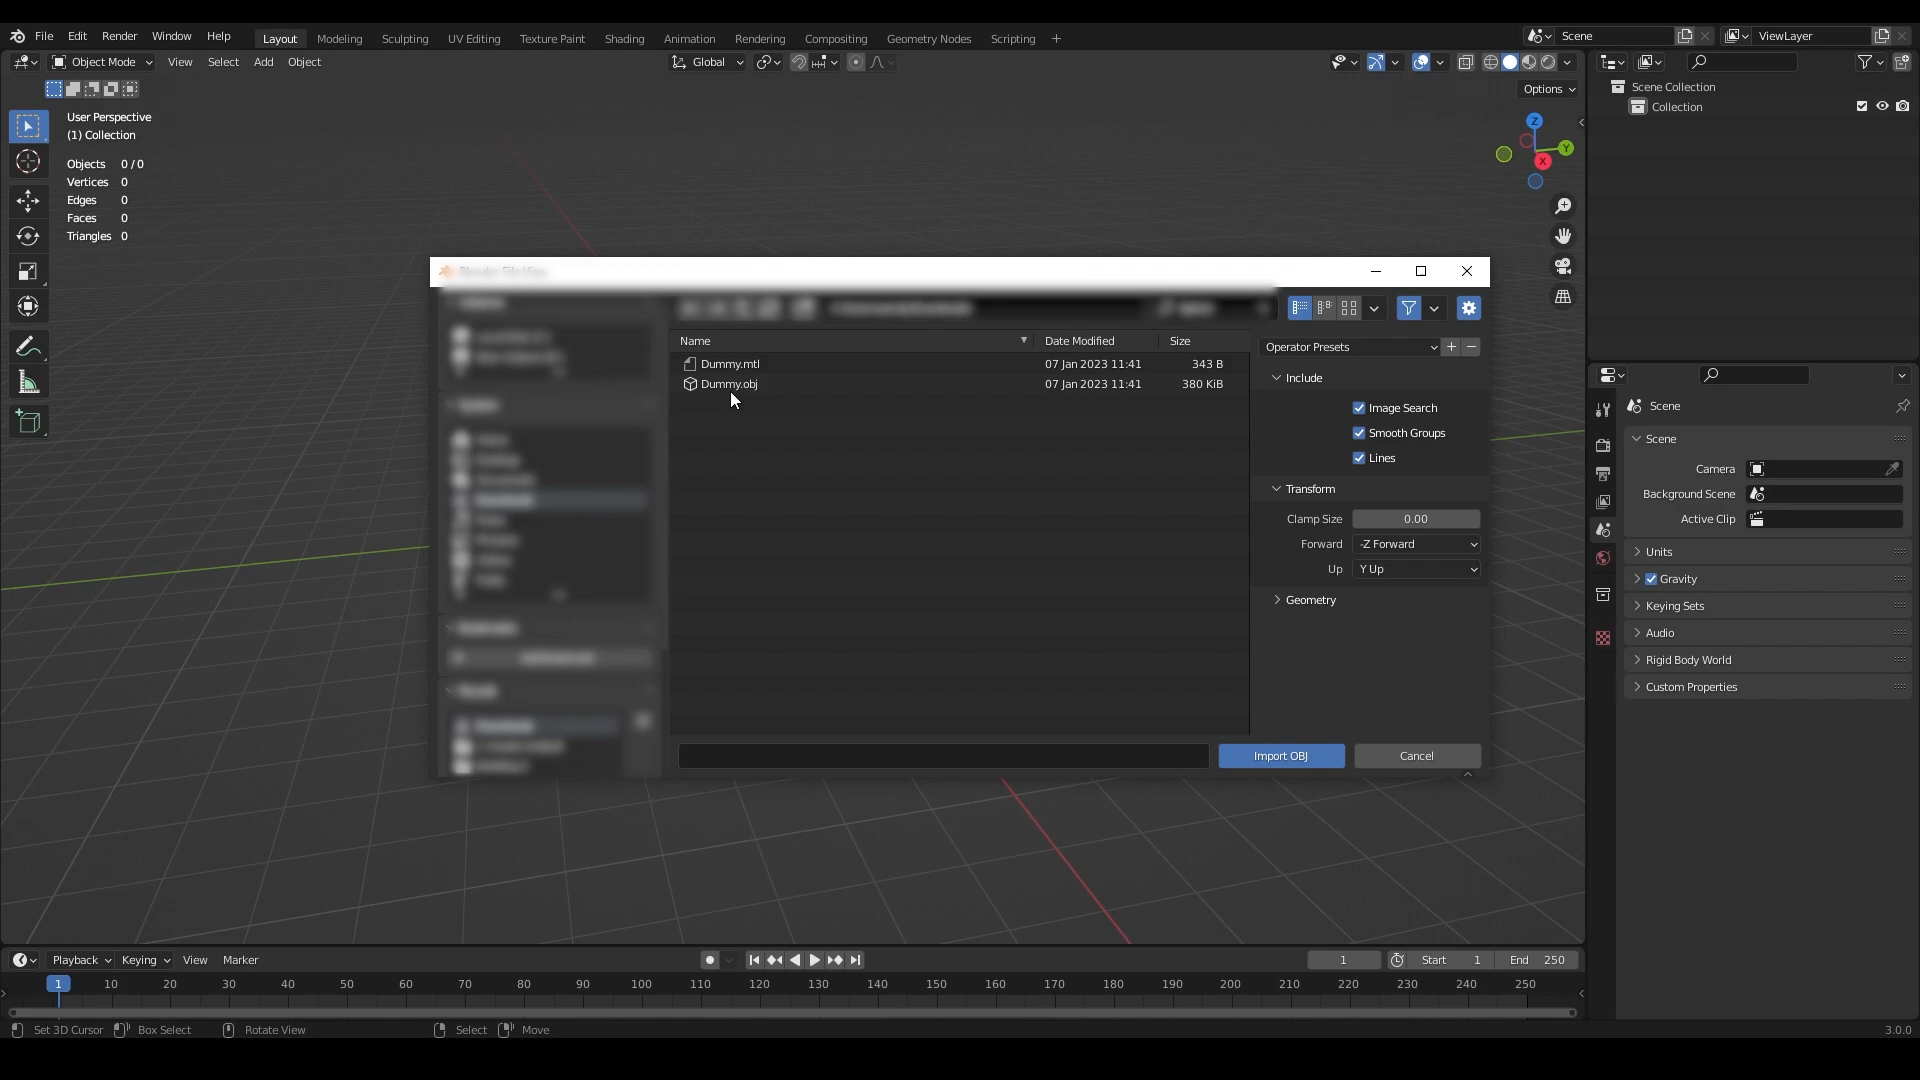 File Edit Render Window Help Layout Modeling Sculpting UV Editing Texture Paint Shading Animation Rendering Compositing Geometry Nodes Scripting + Scene ViewLayer
Object Mode View Select Add Object Global
Options
User Perspective
(1) Collection
Objects 0 / 0
Vertices 0
Edges 0
Faces 0
Triangles 0
Z
Y
X
Scene Collection
Collection
Name Date Modified Size
Dummy.mtl 07 Jan 2023 11:41 343 B
Dummy.obj 07 Jan 2023 11:41 380 KiB
Operator Presets
Include
Image Search
Smooth Groups
Lines
Transform
Clamp Size 0.00
Forward -Z Forward
Up Y Up
Geometry
Import OBJ Cancel
Scene
Scene
Camera
Background Scene
Active Clip
Units
Gravity
Keying Sets
Audio
Rigid Body World
Custom Properties
Playback Keying View Marker 1 Start 1 End 250
1 10 20 30 40 50 60 70 80 90 100 110 120 130 140 150 160 170 180 190 200 210 220 230 240 250
Set 3D Cursor Box Select Rotate View Select Move 3.0.0